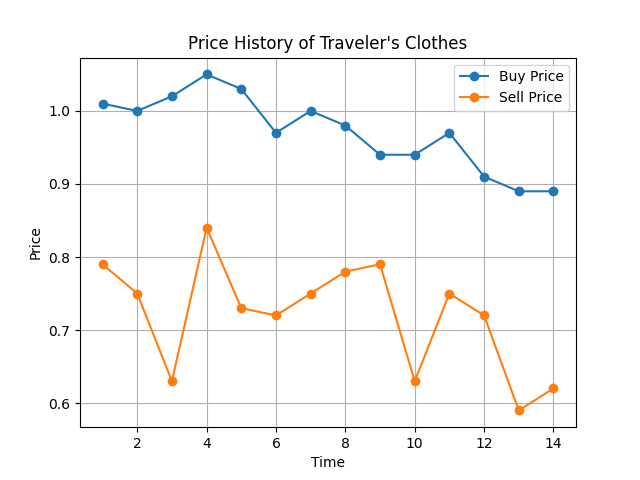 Price History of Traveler's Clothes
Buy Price
Sell Price
1.0
0.9
0.8
0.7
0.6
Price
2 4 6 8 10 12 14
Time